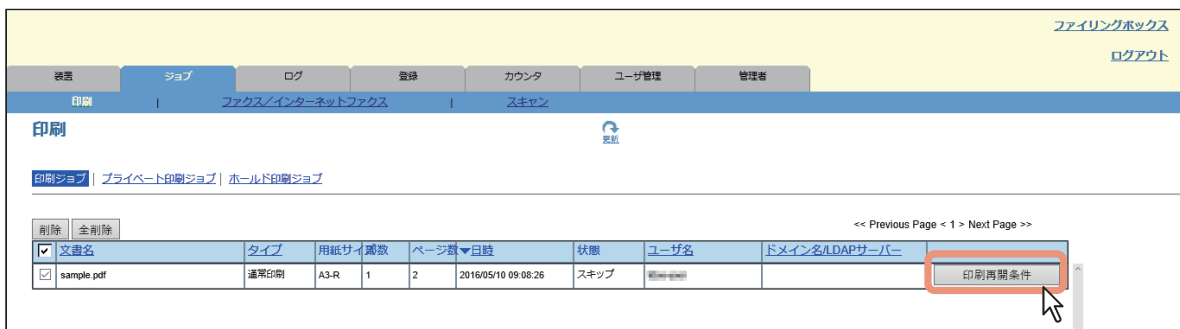 ファイリングボックス
ログアウト
装置 ジョブ ログ 登録 カウンタ ユーザ管理 管理者
印刷 | ファクス／インターネットファクス | スキャン
印刷 更新
印刷ジョブ | プライベート印刷ジョブ | ホールド印刷ジョブ
削除 全削除 << Previous Page < 1 > Next Page >>
文書名 タイプ 用紙サイ 部数 ページ数 日時 状態 ユーザ名 ドメイン名/LDAPサーバー
sample.pdf 通常印刷 A3-R 1 2 2016/05/10 09:08:26 スキップ 印刷再開条件